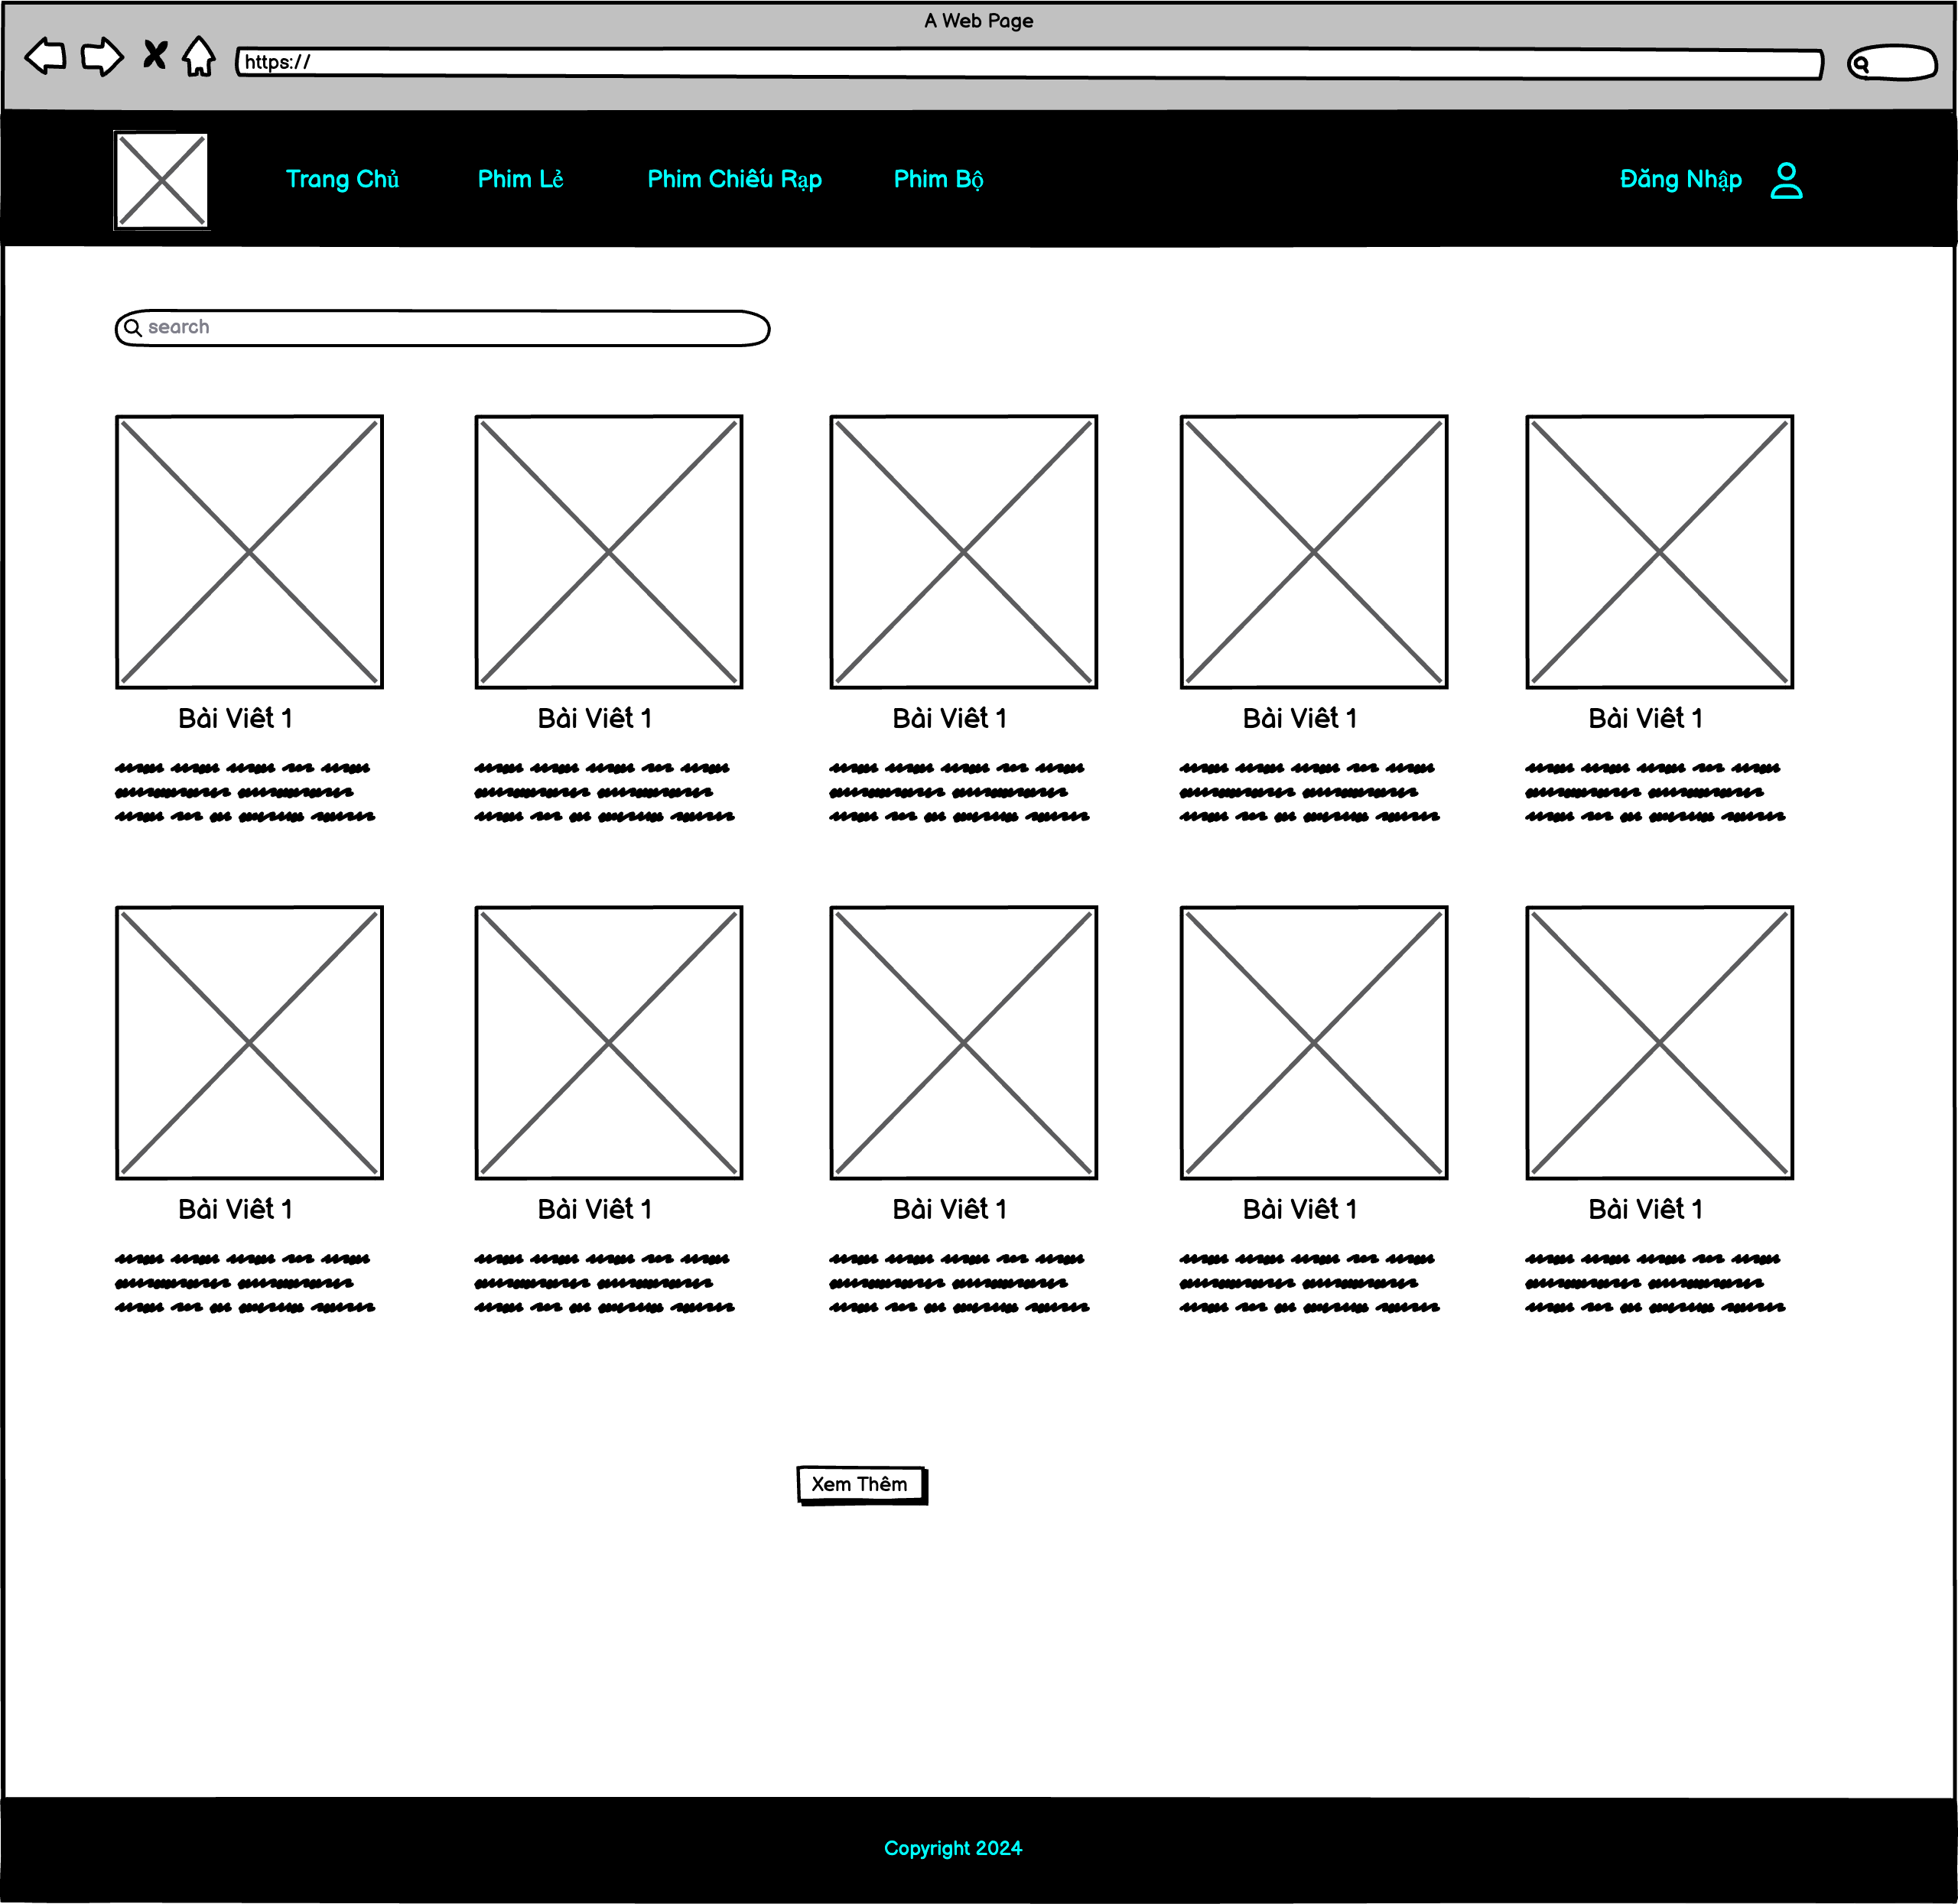 A Web Page
https://
Trang Chủ Phim Lẻ Phim Chiếu Rạp Phim Bộ Đăng Nhập
search
Bài Viết 1 Bài Viết 1 Bài Viết 1 Bài Viết 1 Bài Viết 1
Bài Viết 1 Bài Viết 1 Bài Viết 1 Bài Viết 1 Bài Viết 1
Xem Thêm
Copyright 2024